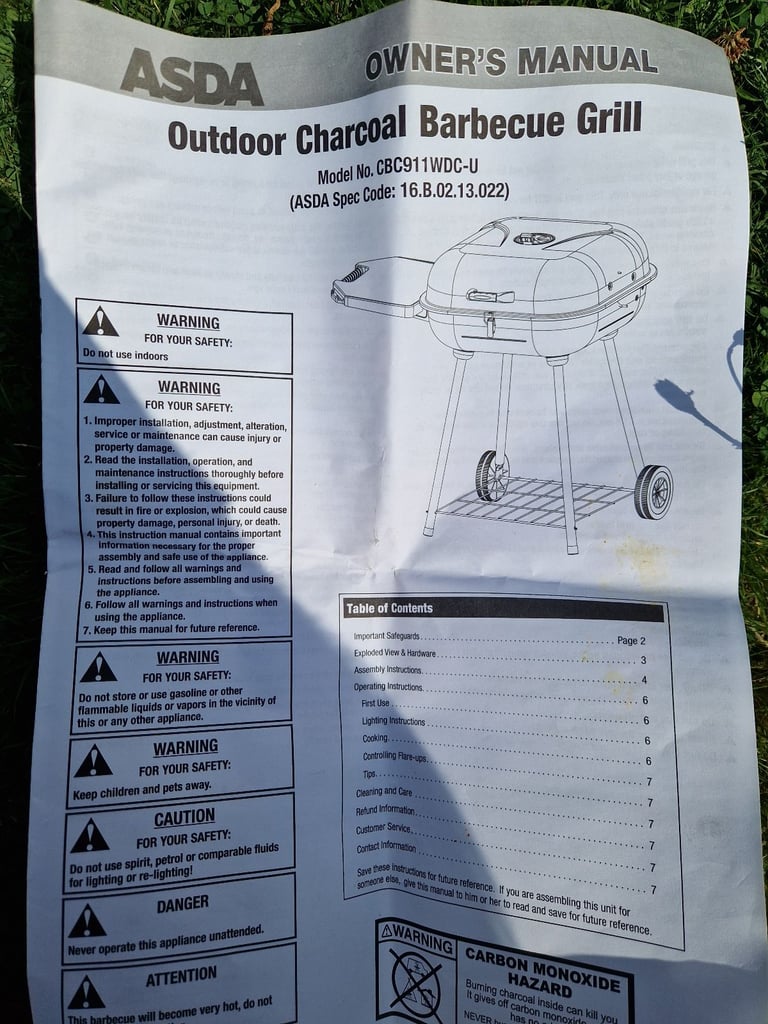 ASDA
OWNER'S MANUAL
Outdoor Charcoal Barbecue Grill
Model No. CBC911WDC-U
(ASDA Spec Code: 16.B.02.13.022)
WARNING
FOR YOUR SAFETY:
Do not use indoors
WARNING
FOR YOUR SAFETY:
1. Improper installation, adjustment, alteration,
service or maintenance can cause injury or
property damage.
2. Read the installation, operation, and
maintenance instructions thoroughly before
installing or servicing this equipment.
3. Failure to follow these instructions could
result in fire or explosion, which could cause
property damage, personal injury, or death.
4. This instruction manual contains important
information necessary for the proper
assembly and safe use of the appliance.
5. Read and follow all warnings and
instructions before assembling and using
the appliance.
6. Follow all warnings and instructions when
using the appliance.
7. Keep this manual for future reference.
WARNING
FOR YOUR SAFETY:
Do not store or use gasoline or other
flammable liquids or vapors in the vicinity of
this or any other appliance.
WARNING
FOR YOUR SAFETY:
Keep children and pets away.
CAUTION
FOR YOUR SAFETY:
Do not use spirit, petrol or comparable fluids
for lighting or re-lighting!
DANGER
Never operate this appliance unattended.
ATTENTION
This barbecue will become very hot, do not
Table of Contents
Important Safeguards.......... Page 2
Exploded View & Hardware.......... 3
Assembly Instructions.......... 4
Operating Instructions.......... 6
First Use.......... 6
Lighting Instructions.......... 6
Cooking.......... 6
Controlling Flare-ups.......... 7
Tips.......... 7
Cleaning and Care.......... 7
Refund Information.......... 7
Customer Service.......... 7
Contact Information.......... 7
Save these instructions for future reference. If you are assembling this unit for
someone else, give this manual to him or her to read and save for future reference.
WARNING
CARBON MONOXIDE
HAZARD
Burning charcoal inside can kill you
It gives off carbon monoxide
has no
NEVER